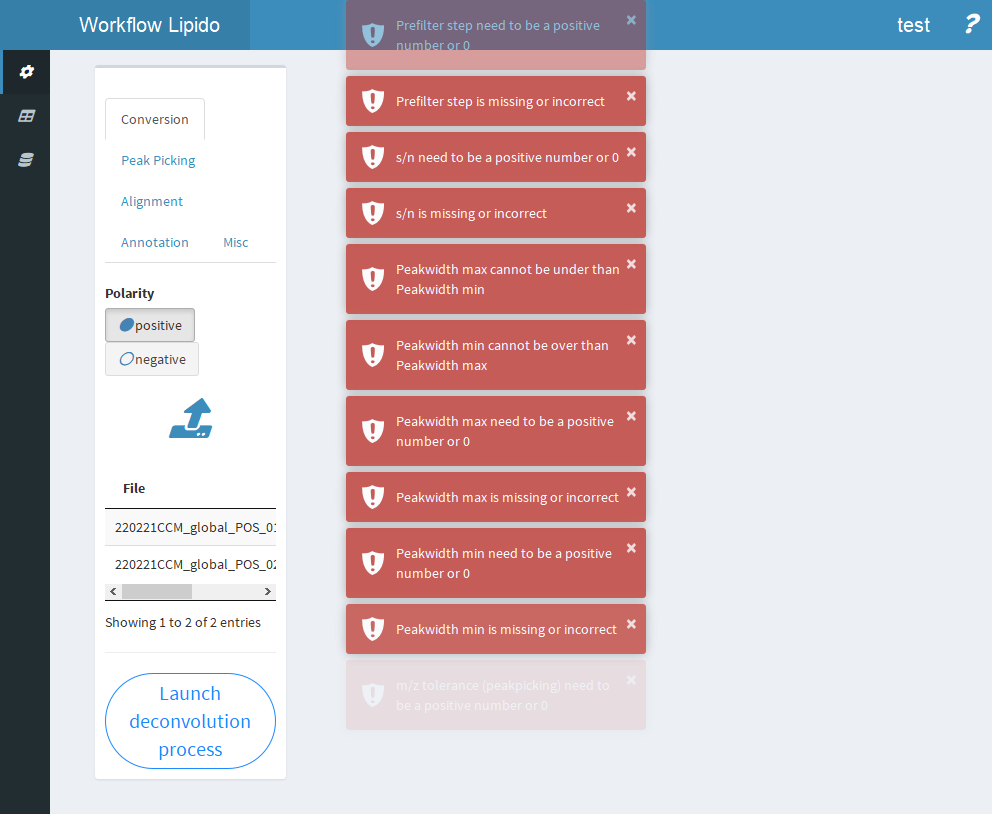 Workflow Lipido
test
?
Conversion
Peak Picking
Alignment
Annotation Misc
Polarity
positive
negative
File
220221CCM_global_POS_01
220221CCM_global_POS_02
Showing 1 to 2 of 2 entries
Launch
deconvolution
process
Prefilter step need to be a positive
number or 0
Prefilter step is missing or incorrect
s/n need to be a positive number or 0
s/n is missing or incorrect
Peakwidth max cannot be under than
Peakwidth min
Peakwidth min cannot be over than
Peakwidth max
Peakwidth max need to be a positive
number or 0
Peakwidth max is missing or incorrect
Peakwidth min need to be a positive
number or 0
Peakwidth min is missing or incorrect
m/z tolerance (peakpicking) need to
be a positive number or 0